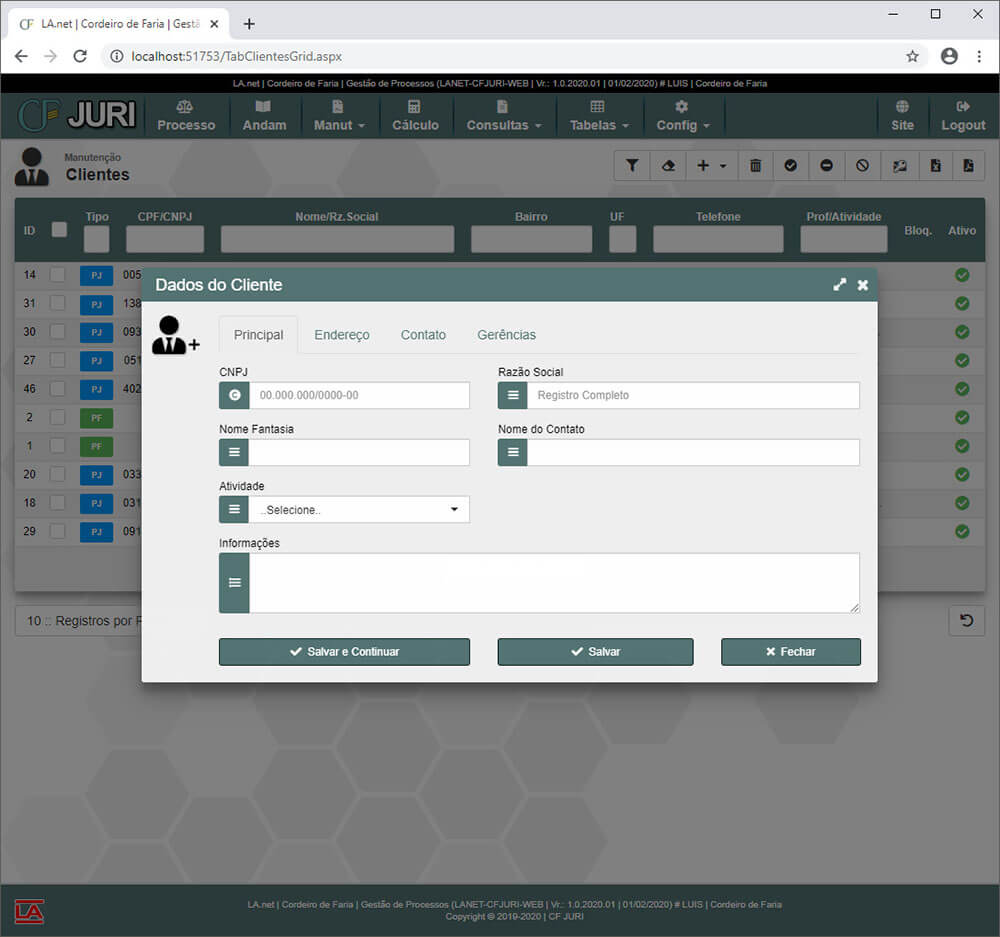 CF LA.net | Cordeiro de Faria | Gestã
localhost:51753/TabClientesGrid.aspx
LA.net | Cordeiro de Faria | Gestão de Processos (LANET-CFJURI-WEB | Vr.: 1.0.2020.01 | 01/02/2020) # LUIS | Cordeiro de Faria
CF JURI Processo Andam Manut Cálculo Consultas Tabelas Config Site Logout
Manutenção
Clientes
ID Tipo CPF/CNPJ Nome/Rz.Social Bairro UF Telefone Prof/Atividade Bloq. Ativo
14 PJ 005
31 PJ 138
30 PJ 093
27 PJ 051
46 PJ 402
2 PF
1 PF
20 PJ 033
18 PJ 031
29 PJ 091
10 :: Registros por P
Dados do Cliente
Principal Endereço Contato Gerências
CNPJ Razão Social
00.000.000/0000-00 Registro Completo
Nome Fantasia Nome do Contato
Atividade
..Selecione..
Informações
Salvar e Continuar Salvar Fechar
LA LA.net | Cordeiro de Faria | Gestão de Processos (LANET-CFJURI-WEB | Vr.: 1.0.2020.01 | 01/02/2020) # LUIS | Cordeiro de Faria
Copyright © 2019-2020 | CF JURI